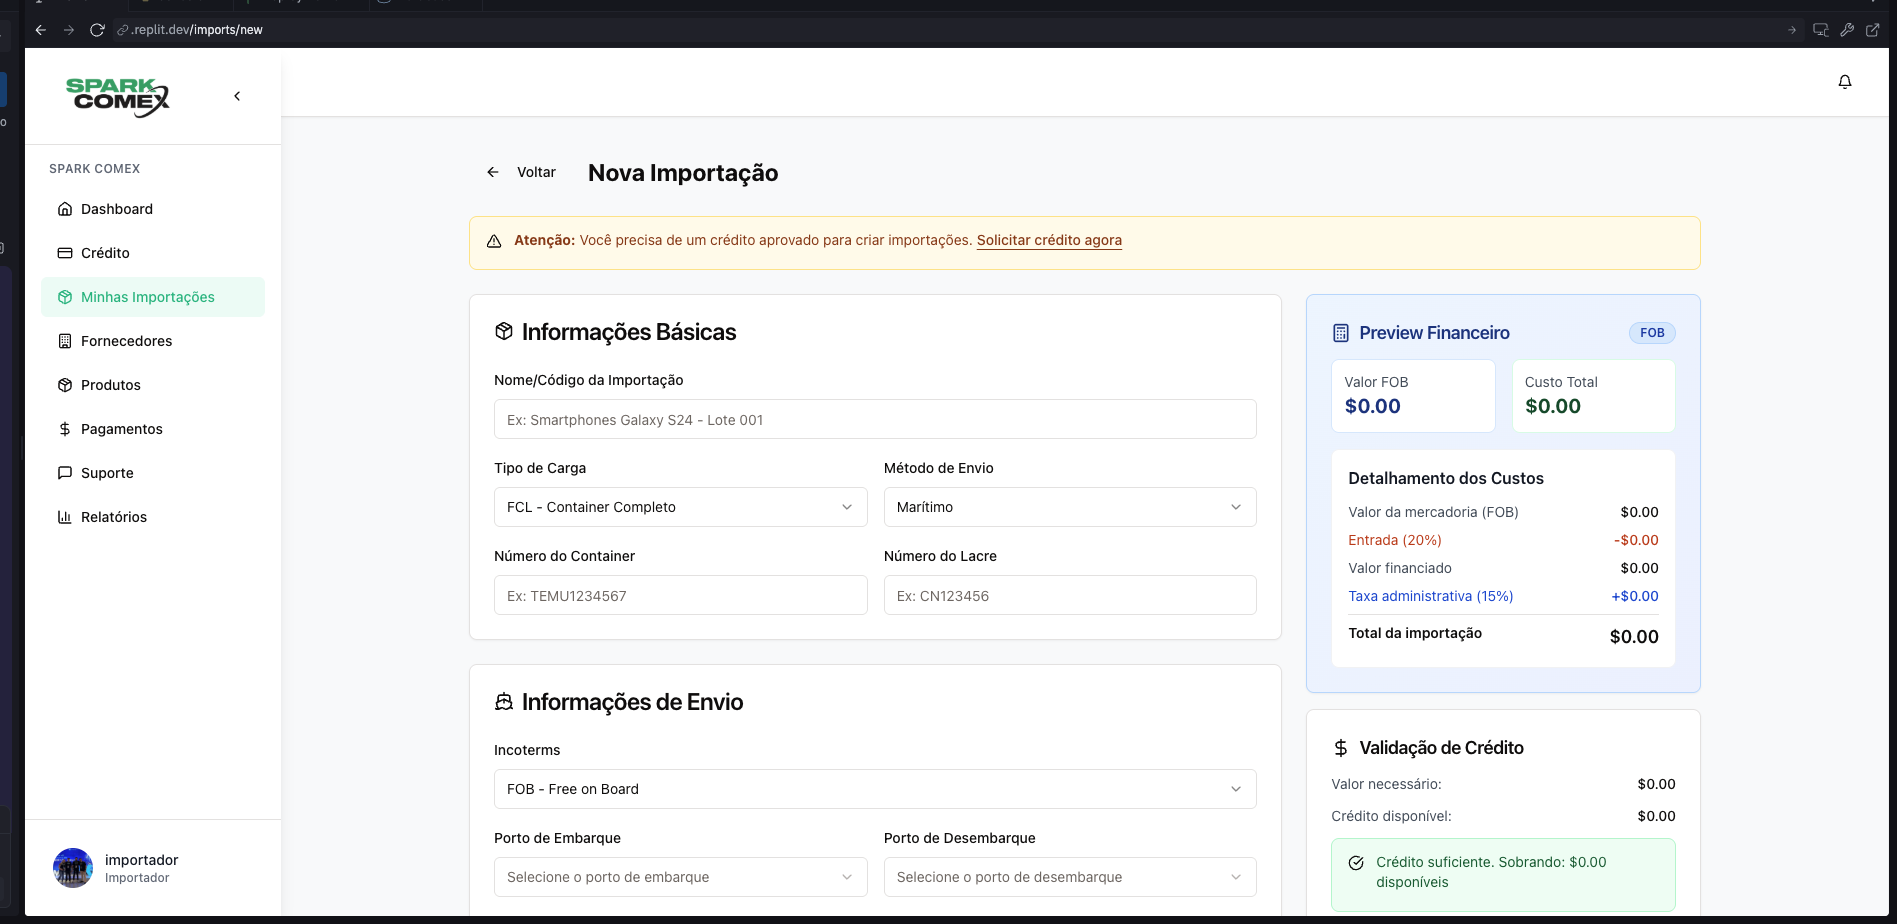 .replit.dev/imports/new
SPARK
COMEX
SPARK COMEX
Dashboard
Crédito
Minhas Importações
Fornecedores
Produtos
Pagamentos
Suporte
Relatórios
importador
Importador
Voltar
Nova Importação
Atenção: Você precisa de um crédito aprovado para criar importações. Solicitar crédito agora
Informações Básicas
Nome/Código da Importação
Ex: Smartphones Galaxy S24 - Lote 001
Tipo de Carga
Método de Envio
FCL - Container Completo
Marítimo
Número do Container
Número do Lacre
Ex: TEMU1234567
Ex: CN123456
Informações de Envio
Incoterms
FOB - Free on Board
Porto de Embarque
Porto de Desembarque
Selecione o porto de embarque
Selecione o porto de desembarque
Preview Financeiro
FOB
Valor FOB
$0.00
Custo Total
$0.00
Detalhamento dos Custos
Valor da mercadoria (FOB) $0.00
Entrada (20%) -$0.00
Valor financiado $0.00
Taxa administrativa (15%) +$0.00
Total da importação $0.00
Validação de Crédito
Valor necessário: $0.00
Crédito disponível: $0.00
Crédito suficiente. Sobrando: $0.00
disponíveis